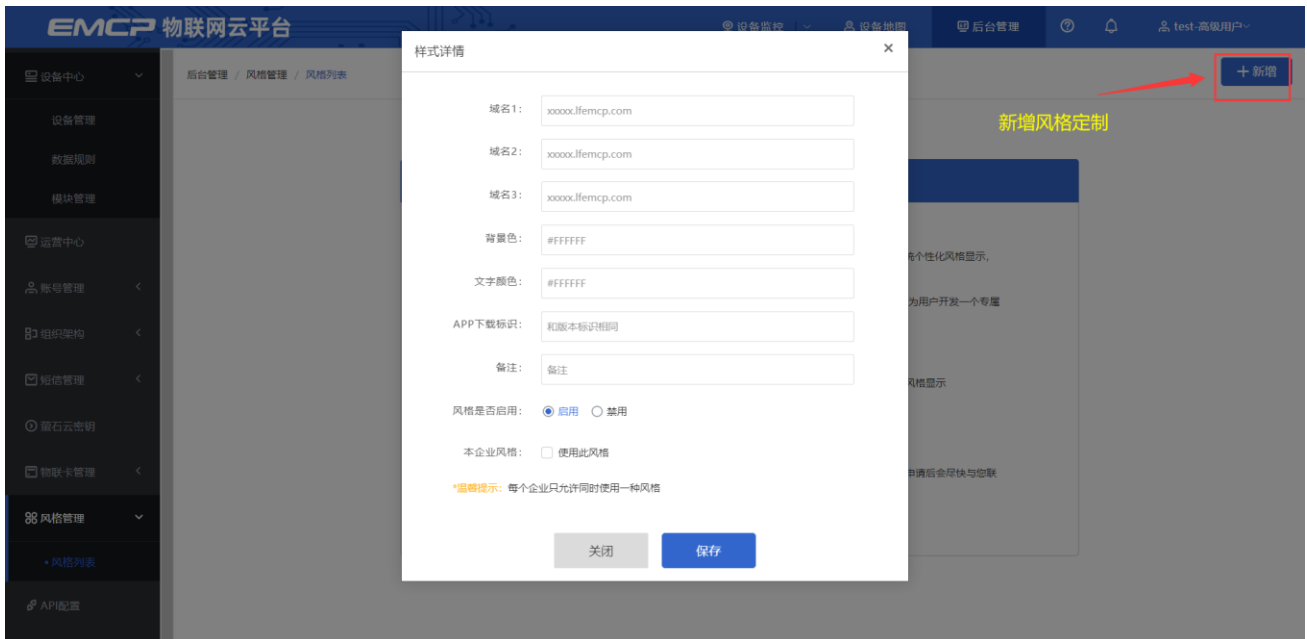 EMCP 物联网云平台
设备监控
设备地图
后台管理
test-高级用户
设备中心
设备管理
数据规则
模块管理
运营中心
账号管理
组织架构
短信管理
萤石云密钥
物联卡管理
风格管理
• 风格列表
API配置
后台管理 / 风格管理 / 风格列表
+ 新增
新增风格定制
样式详情 ×
域名1: xxxxx.lfemcp.com
域名2: xxxxx.lfemcp.com
域名3: xxxxx.lfemcp.com
背景色: #FFFFFF
文字颜色: #FFFFFF
APP下载标识: 和版本标识相同
备注: 备注
风格是否启用: 启用 禁用
本企业风格: 使用此风格
*温馨提示: 每个企业只允许同时使用一种风格
关闭 保存
个性化风格显示,
为用户开发一个专属
风格显示
申请后会尽快与您联